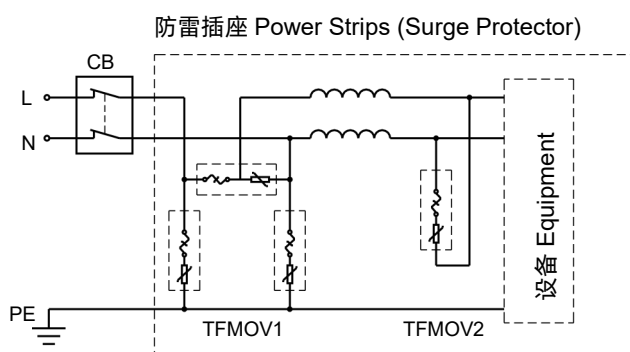 防雷插座 Power Strips (Surge Protector)
CB
L
N
设备 Equipment
PE
TFMOV1
TFMOV2